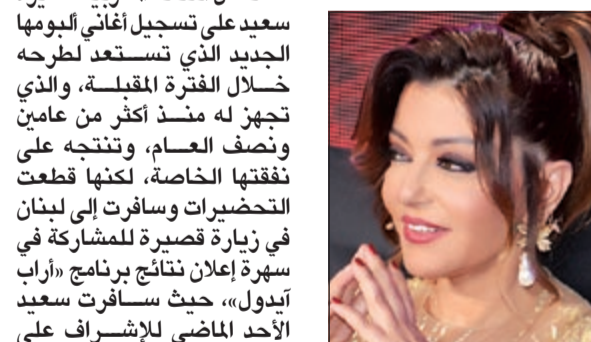 سعيد على تسجيل أغاني ألبومها
الجديد الذي تستعد لطرحه
خلال الفترة المقبلة، والذي
تجهز له منذ أكثر من عامين
ونصف العام، وتنتجه على
نفقتها الخاصة، لكنها قطعت
التحضيرات وسافرت إلى لبنان
في زيارة قصيرة للمشاركة في
سهرة إعلان نتائج برنامج «أراب
آيدول»، حيث سافرت سعيد
الأحد الماضي للإشراف على